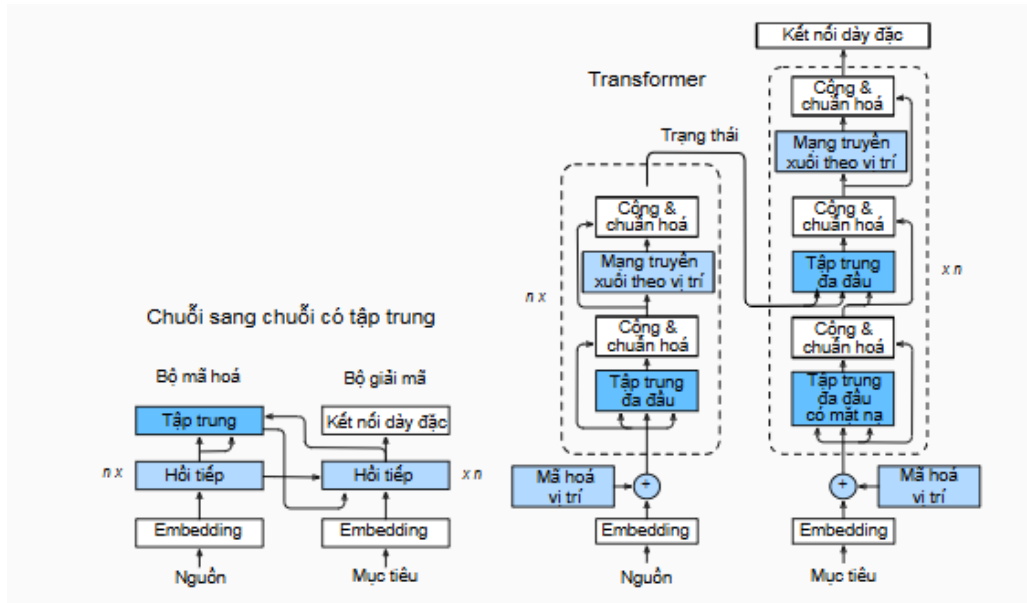 Chuỗi sang chuỗi có tập trung
Bộ mã hoá
Bộ giải mã
Tập trung
Kết nối dày đặc
n x
Hồi tiếp
Hồi tiếp
x n
Embedding
Embedding
Nguồn
Mục tiêu
Transformer
Trạng thái
Cộng &
chuẩn hoá
Mạng truyền
xuôi theo vị trí
n x
Cộng &
chuẩn hoá
Tập trung
đa đầu
Mã hoá
vị trí
+
Embedding
Nguồn
Kết nối dày đặc
Cộng &
chuẩn hoá
Mạng truyền
xuôi theo vị trí
Cộng &
chuẩn hoá
Tập trung
đa đầu
x n
Cộng &
chuẩn hoá
Tập trung
đa đầu
có mặt nạ
+
Mã hoá
vị trí
Embedding
Mục tiêu